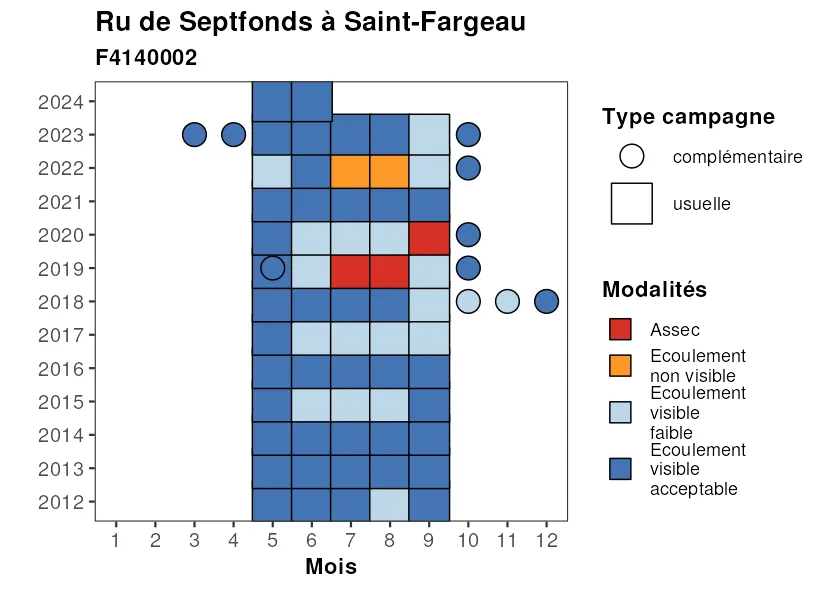 Ru de Septfonds à Saint-Fargeau
F4140002
2024
2023
2022
2021
2020
2019
2018
2017
2016
2015
2014
2013
2012
1 2 3 4 5 6 7 8 9 10 11 12
Mois
Type campagne
complémentaire
usuelle
Modalités
Assec
Ecoulement
non visible
Ecoulement
visible
faible
Ecoulement
visible
acceptable